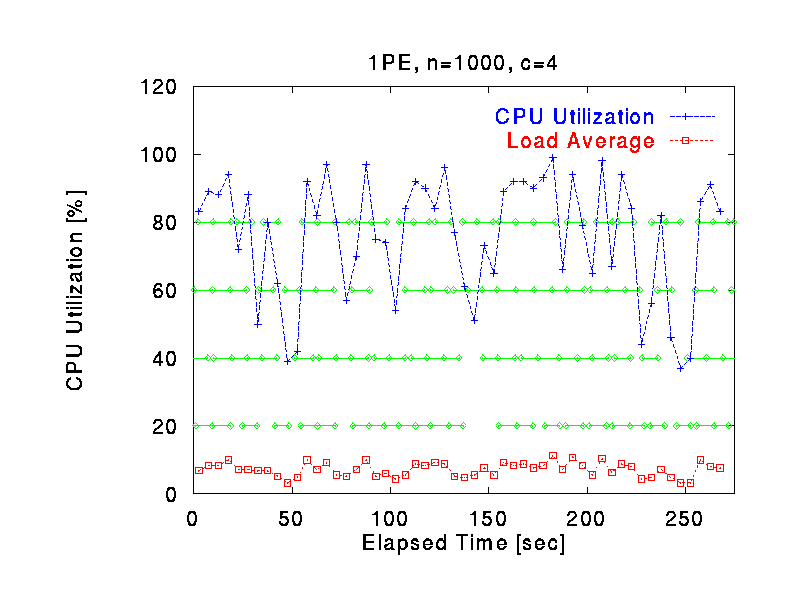 1PE, n=1000, c=4
120
100
80
60
40
20
0
CPU Utilization [%]
CPU Utilization
Load Average
0 50 100 150 200 250
Elapsed Time [sec]